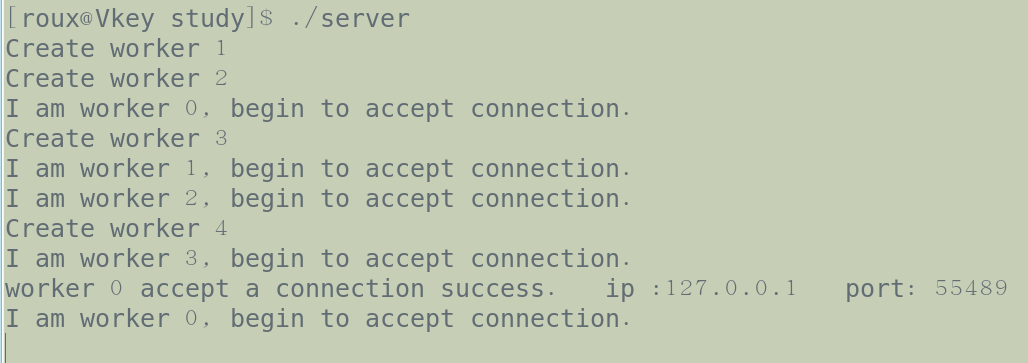 [roux@Vkey study]$ ./server
Create worker 1
Create worker 2
I am worker 0, begin to accept connection.
Create worker 3
I am worker 1, begin to accept connection.
I am worker 2, begin to accept connection.
Create worker 4
I am worker 3, begin to accept connection.
worker 0 accept a connection success.   ip :127.0.0.1   port: 55489
I am worker 0, begin to accept connection.